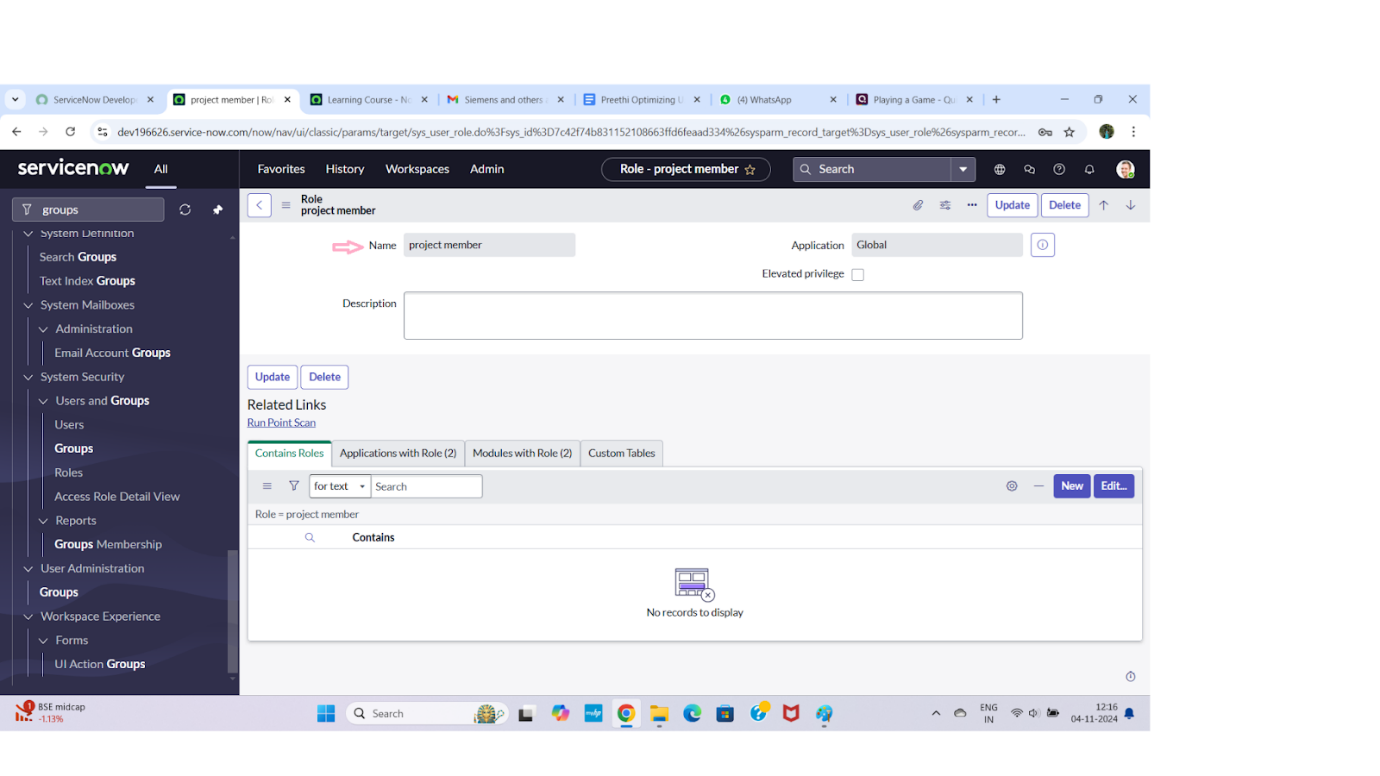 ServiceNow Develop
project member | Ro
Learning Course - No
Siemens and others
Preethi Optimizing U
(4) WhatsApp
Playing a Game - Qu
dev196626.service-now.com/now/nav/ui/classic/params/target/sys_user_role.do%3Fsys_id%3D7c42f74b831152108663ffd6feaad334%26sysparm_record_target%3Dsys_user_role%26sysparm_recor...
servicenow
All
Favorites
History
Workspaces
Admin
Role - project member
Search
groups
Role
project member
Update
Delete
System Definition
Search Groups
Text Index Groups
System Mailboxes
Administration
Email Account Groups
System Security
Users and Groups
Users
Groups
Roles
Access Role Detail View
Reports
Groups Membership
User Administration
Groups
Workspace Experience
Forms
UI Action Groups
Name
project member
Application
Global
Elevated privilege
Description
Update
Delete
Related Links
Run Point Scan
Contains Roles
Applications with Role (2)
Modules with Role (2)
Custom Tables
for text
Search
New
Edit...
Role = project member
Contains
No records to display
1
BSE midcap
-1.13%
Search
ENG
IN
12:16
04-11-2024